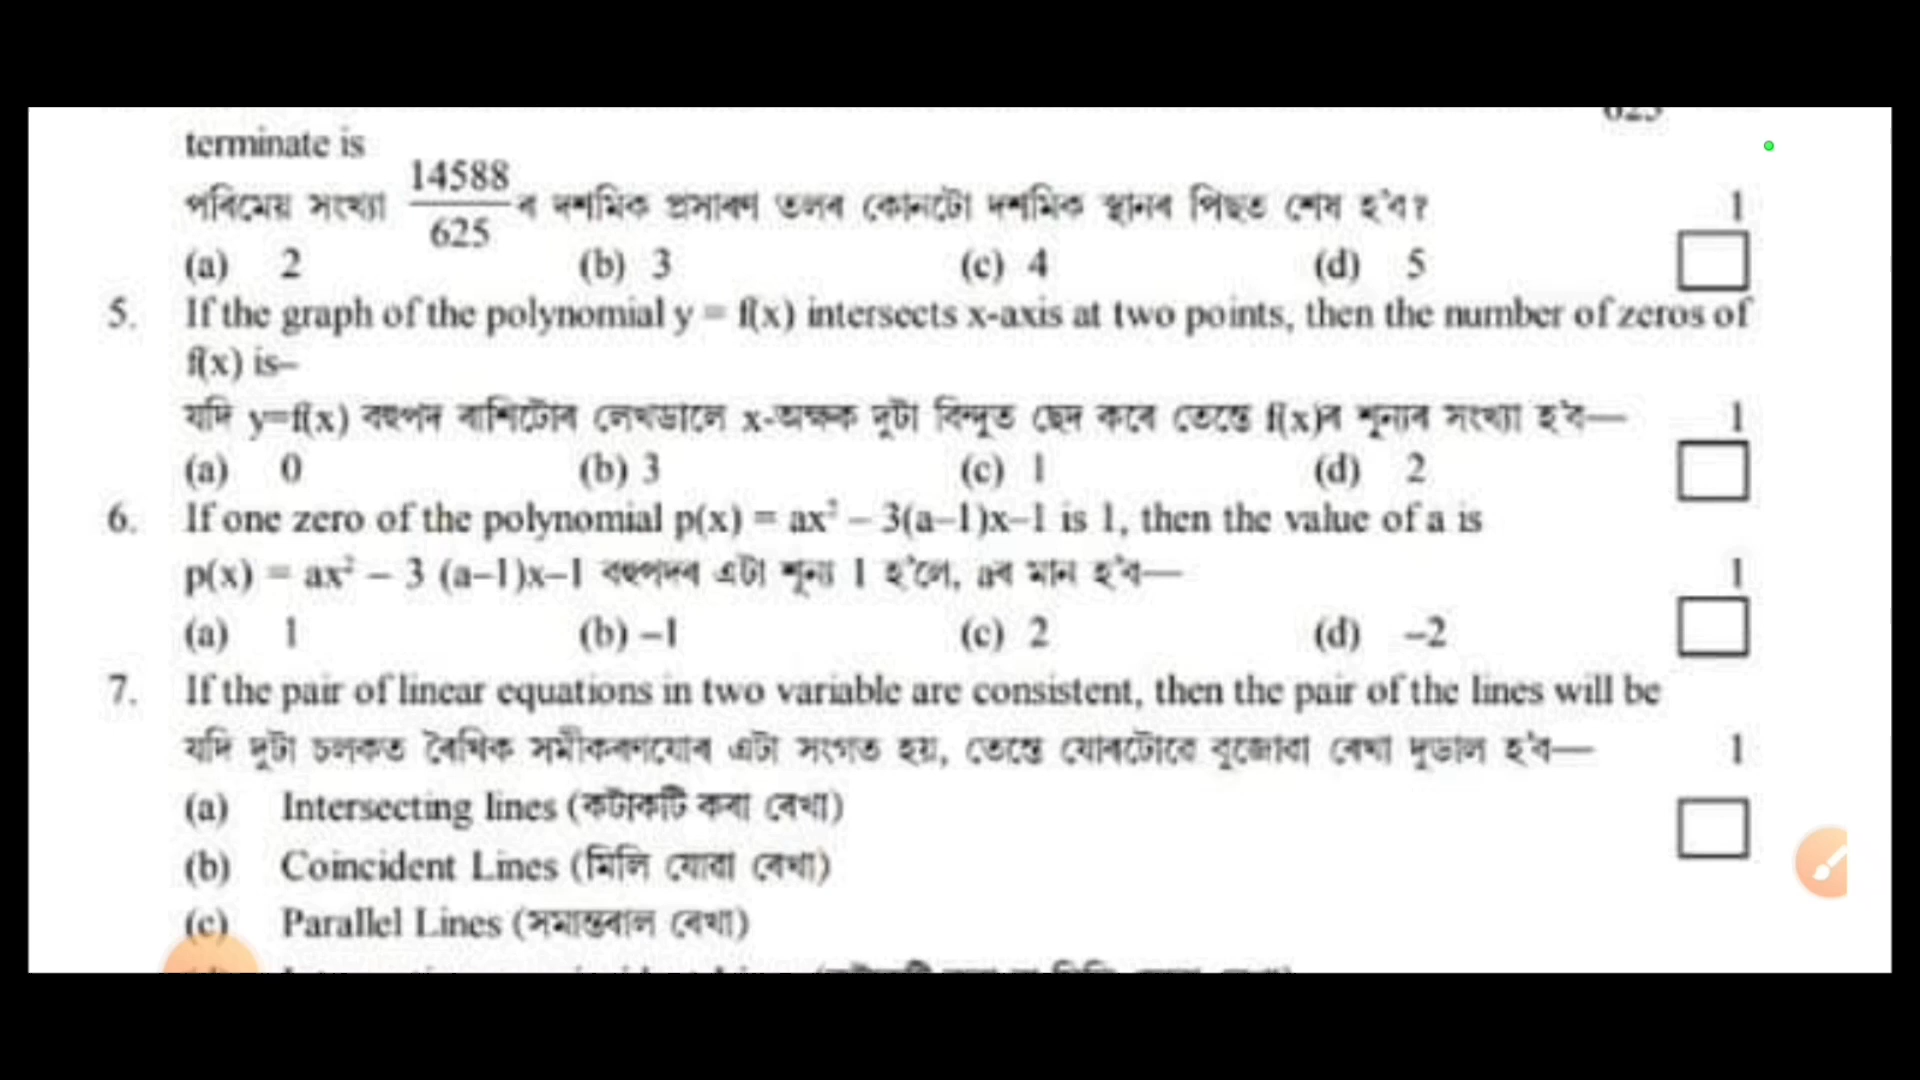 terminate is
পৰিমেয় সংখ্যা 14588/625 ৰ দশমিক প্ৰসাৰণ তলৰ কোনটো দশমিক স্থানৰ পিছত শেষ হ'ব? 1
(a) 2 (b) 3 (c) 4 (d) 5
5. If the graph of the polynomial y = f(x) intersects x-axis at two points, then the number of zeros of
f(x) is–
যদি y=f(x) বহুপদ ৰাশিটোৰ লেখডালে x-অক্ষক দুটা বিন্দুত ছেদ কৰে তেন্তে f(x)ৰ শূন্যৰ সংখ্যা হ'ব— 1
(a) 0 (b) 3 (c) 1 (d) 2
6. If one zero of the polynomial p(x) = ax² – 3(a–1)x–1 is 1, then the value of a is
p(x) = ax² – 3 (a–1)x–1 বহুপদৰ এটা শূন্য 1 হ'লে, aৰ মান হ'ব— 1
(a) 1 (b) –1 (c) 2 (d) –2
7. If the pair of linear equations in two variable are consistent, then the pair of the lines will be
যদি দুটা চলকত ৰৈখিক সমীকৰণযোৰ এটা সংগত হয়, তেন্তে যোৰটোৱে বুজোৱা ৰেখা দুডাল হ'ব— 1
(a) Intersecting lines (কটাকটি কৰা ৰেখা)
(b) Coincident Lines (মিলি যোৱা ৰেখা)
(c) Parallel Lines (সমান্তৰাল ৰেখা)